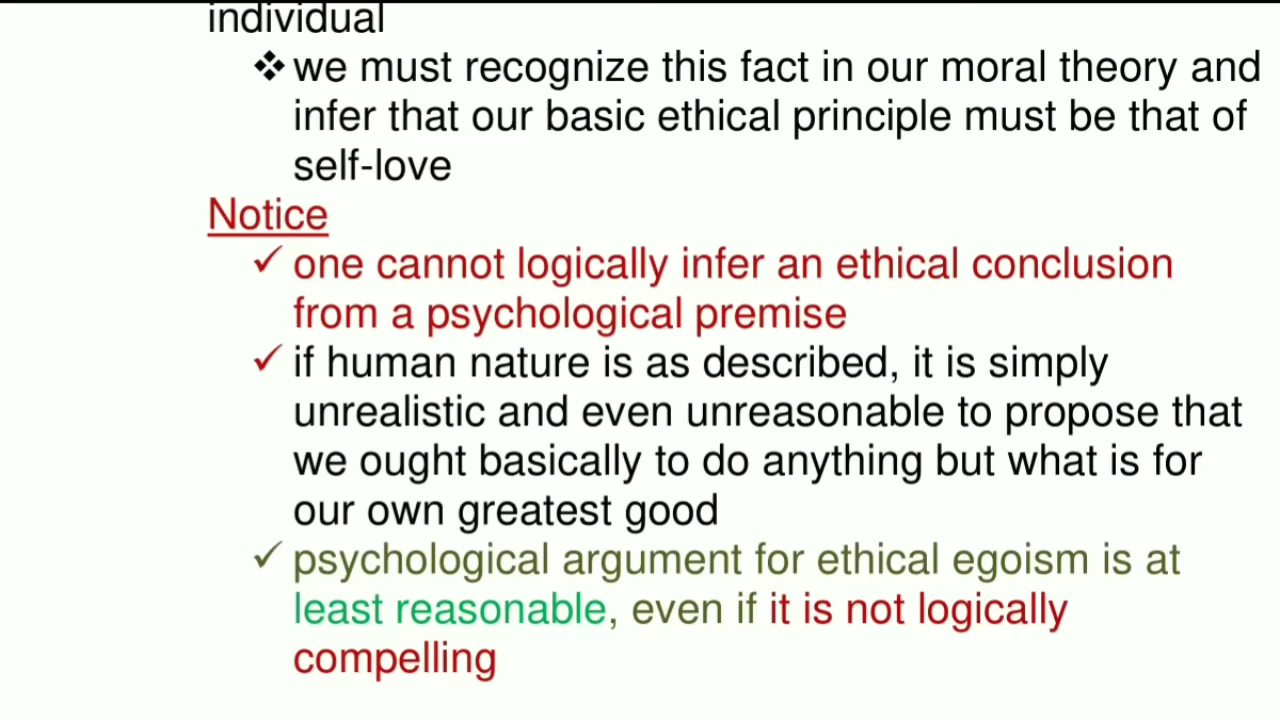 individual
❖ we must recognize this fact in our moral theory and
infer that our basic ethical principle must be that of
self-love
Notice
✓ one cannot logically infer an ethical conclusion
from a psychological premise
✓ if human nature is as described, it is simply
unrealistic and even unreasonable to propose that
we ought basically to do anything but what is for
our own greatest good
✓ psychological argument for ethical egoism is at
least reasonable, even if it is not logically
compelling